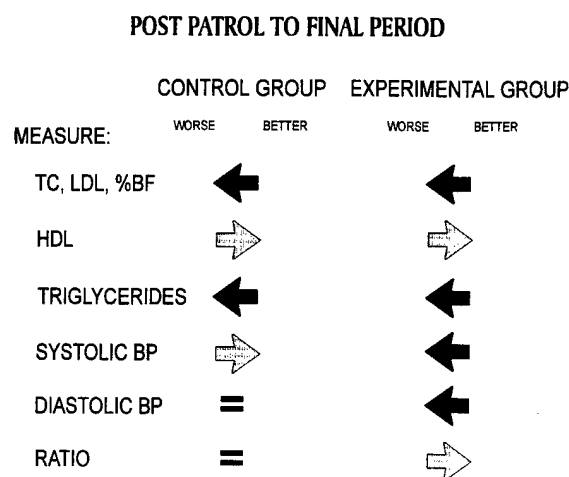 POST PATROL TO FINAL PERIOD
CONTROL GROUP EXPERIMENTAL GROUP
MEASURE: WORSE BETTER WORSE BETTER
TC, LDL, %BF
HDL
TRIGLYCERIDES
SYSTOLIC BP
DIASTOLIC BP = 
RATIO =